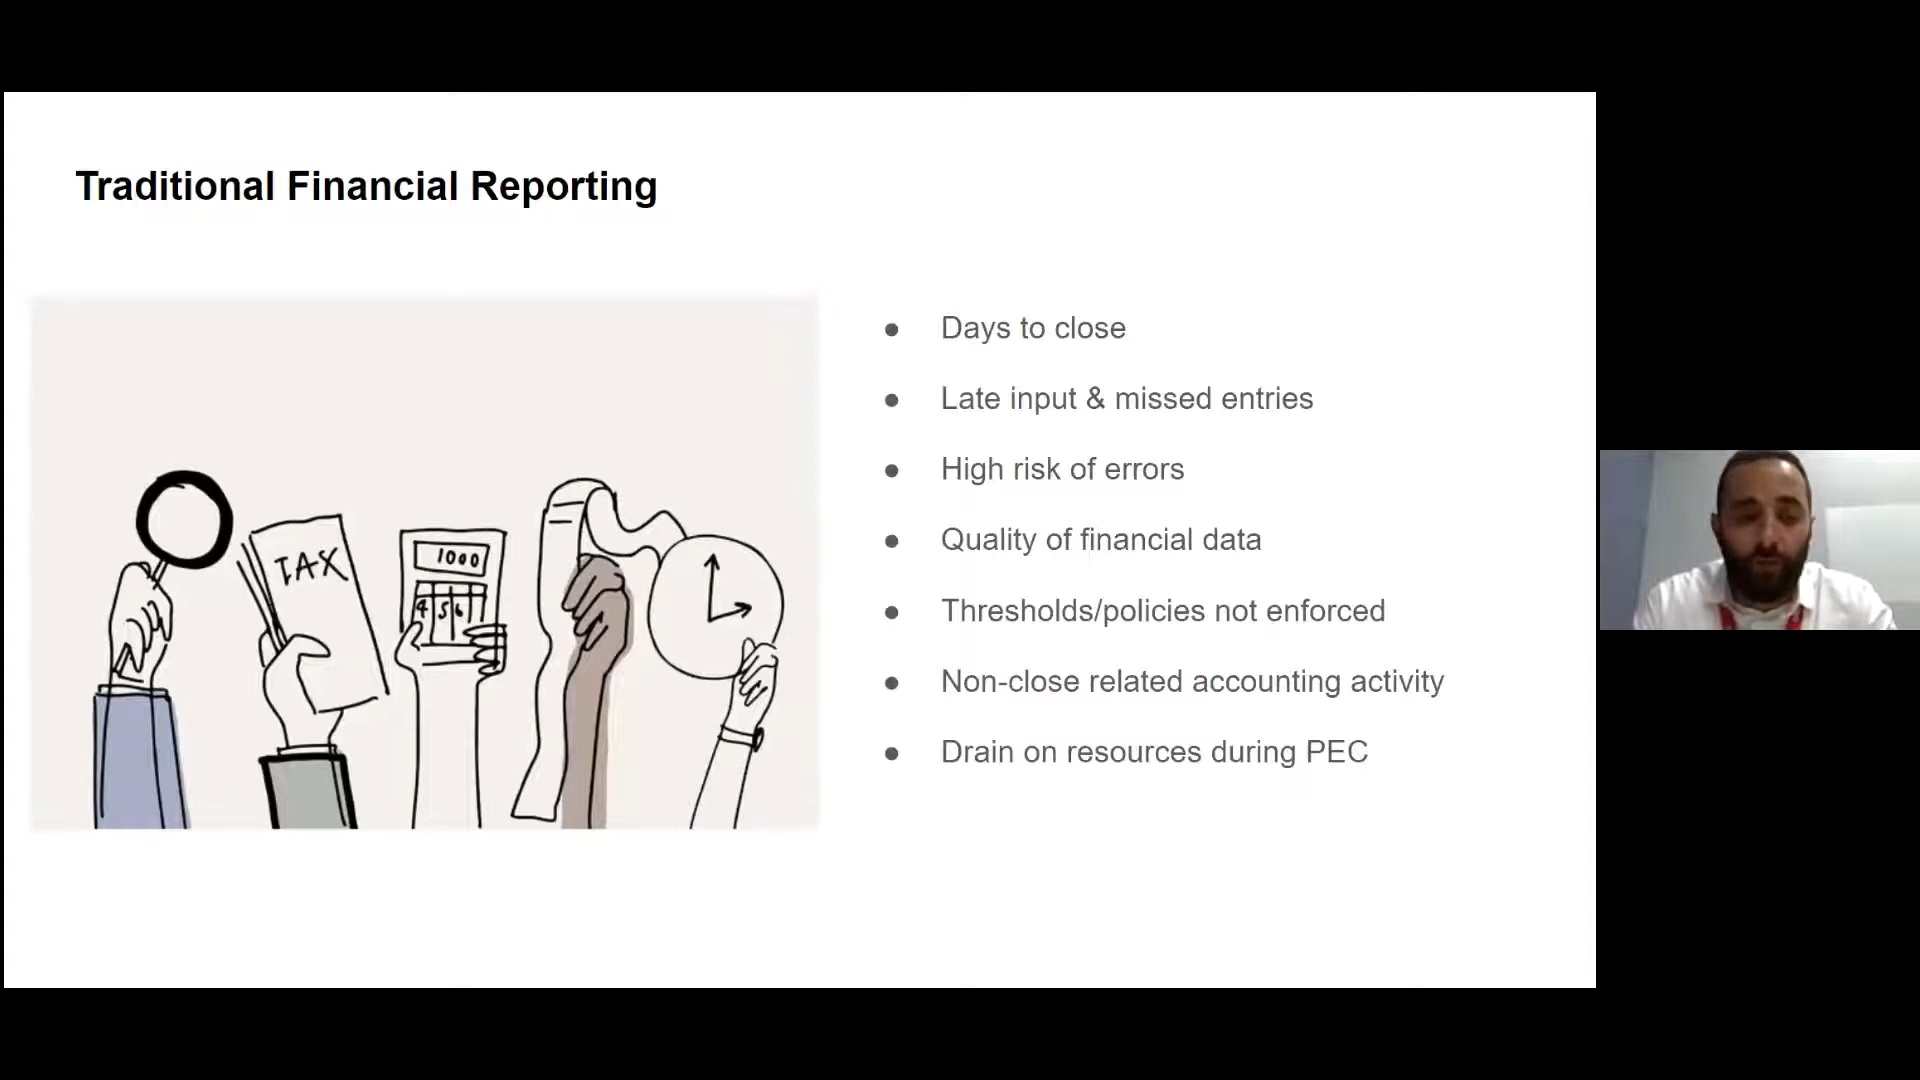 Traditional Financial Reporting
TAX
1000
4 5 6
Days to close
Late input & missed entries
High risk of errors
Quality of financial data
Thresholds/policies not enforced
Non-close related accounting activity
Drain on resources during PEC